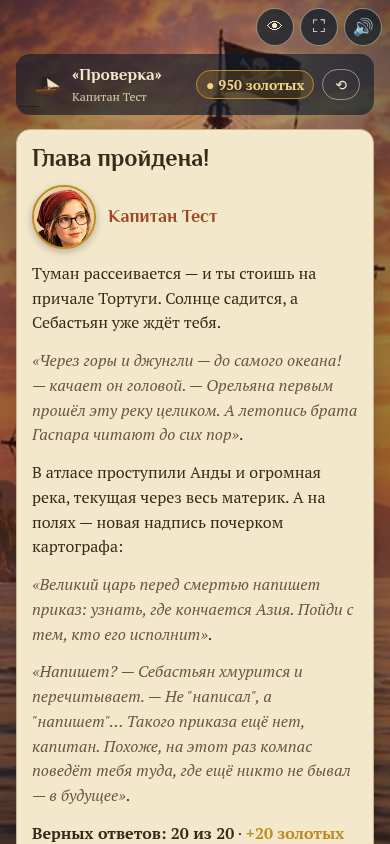 «Проверка»
Капитан Тест
● 950 золотых
⟲
Глава пройдена!
Капитан Тест
Туман рассеивается — и ты стоишь на
причале Тортуги. Солнце садится, а
Себастьян уже ждёт тебя.
«Через горы и джунгли — до самого океана!
— качает он головой. — Орельяна первым
прошёл эту реку целиком. А летопись брата
Гаспара читают до сих пор».
В атласе проступили Анды и огромная
река, текущая через весь материк. А на
полях — новая надпись почерком
картографа:
«Великий царь перед смертью напишет
приказ: узнать, где кончается Азия. Пойди с
тем, кто его исполнит».
«Напишет? — Себастьян хмурится и
перечитывает. — Не "написал", а
"напишет"... Такого приказа ещё нет,
капитан. Похоже, на этот раз компас
поведёт тебя туда, где ещё никто не бывал
— в будущее».
Верных ответов: 20 из 20 · +20 золотых